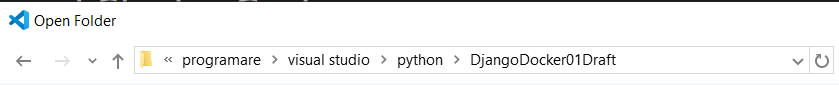 Open Folder
« programare > visual studio > python > DjangoDocker01Draft